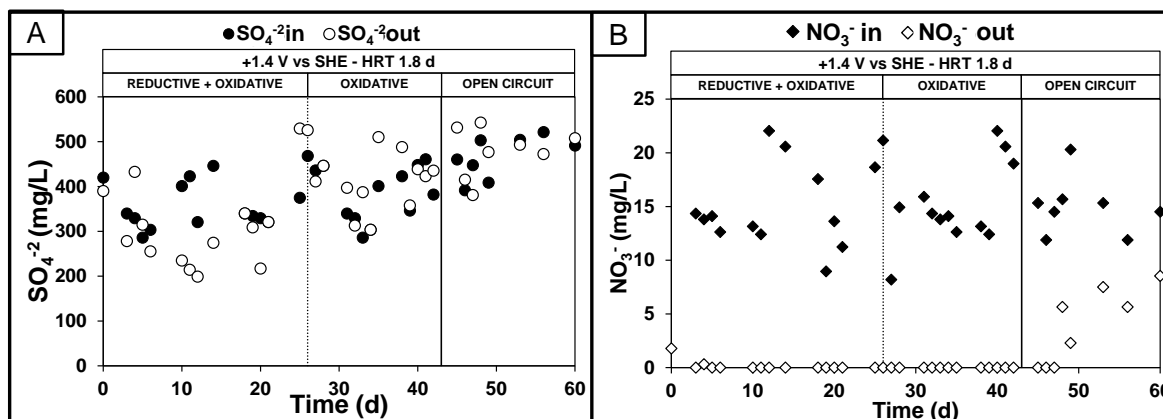 A
● SO₄⁻²in ○ SO₄⁻²out
+1.4 V vs SHE - HRT 1.8 d
REDUCTIVE + OXIDATIVE OXIDATIVE OPEN CIRCUIT
SO₄⁻² (mg/L)
600
500
400
300
200
100
0
0 10 20 30 40 50 60
Time (d)
B
◆ NO₃⁻ in ◇ NO₃⁻ out
+1.4 V vs SHE - HRT 1.8 d
REDUCTIVE + OXIDATIVE OXIDATIVE OPEN CIRCUIT
NO₃⁻ (mg/L)
25
20
15
10
5
0
0 10 20 30 40 50 60
Time (d)